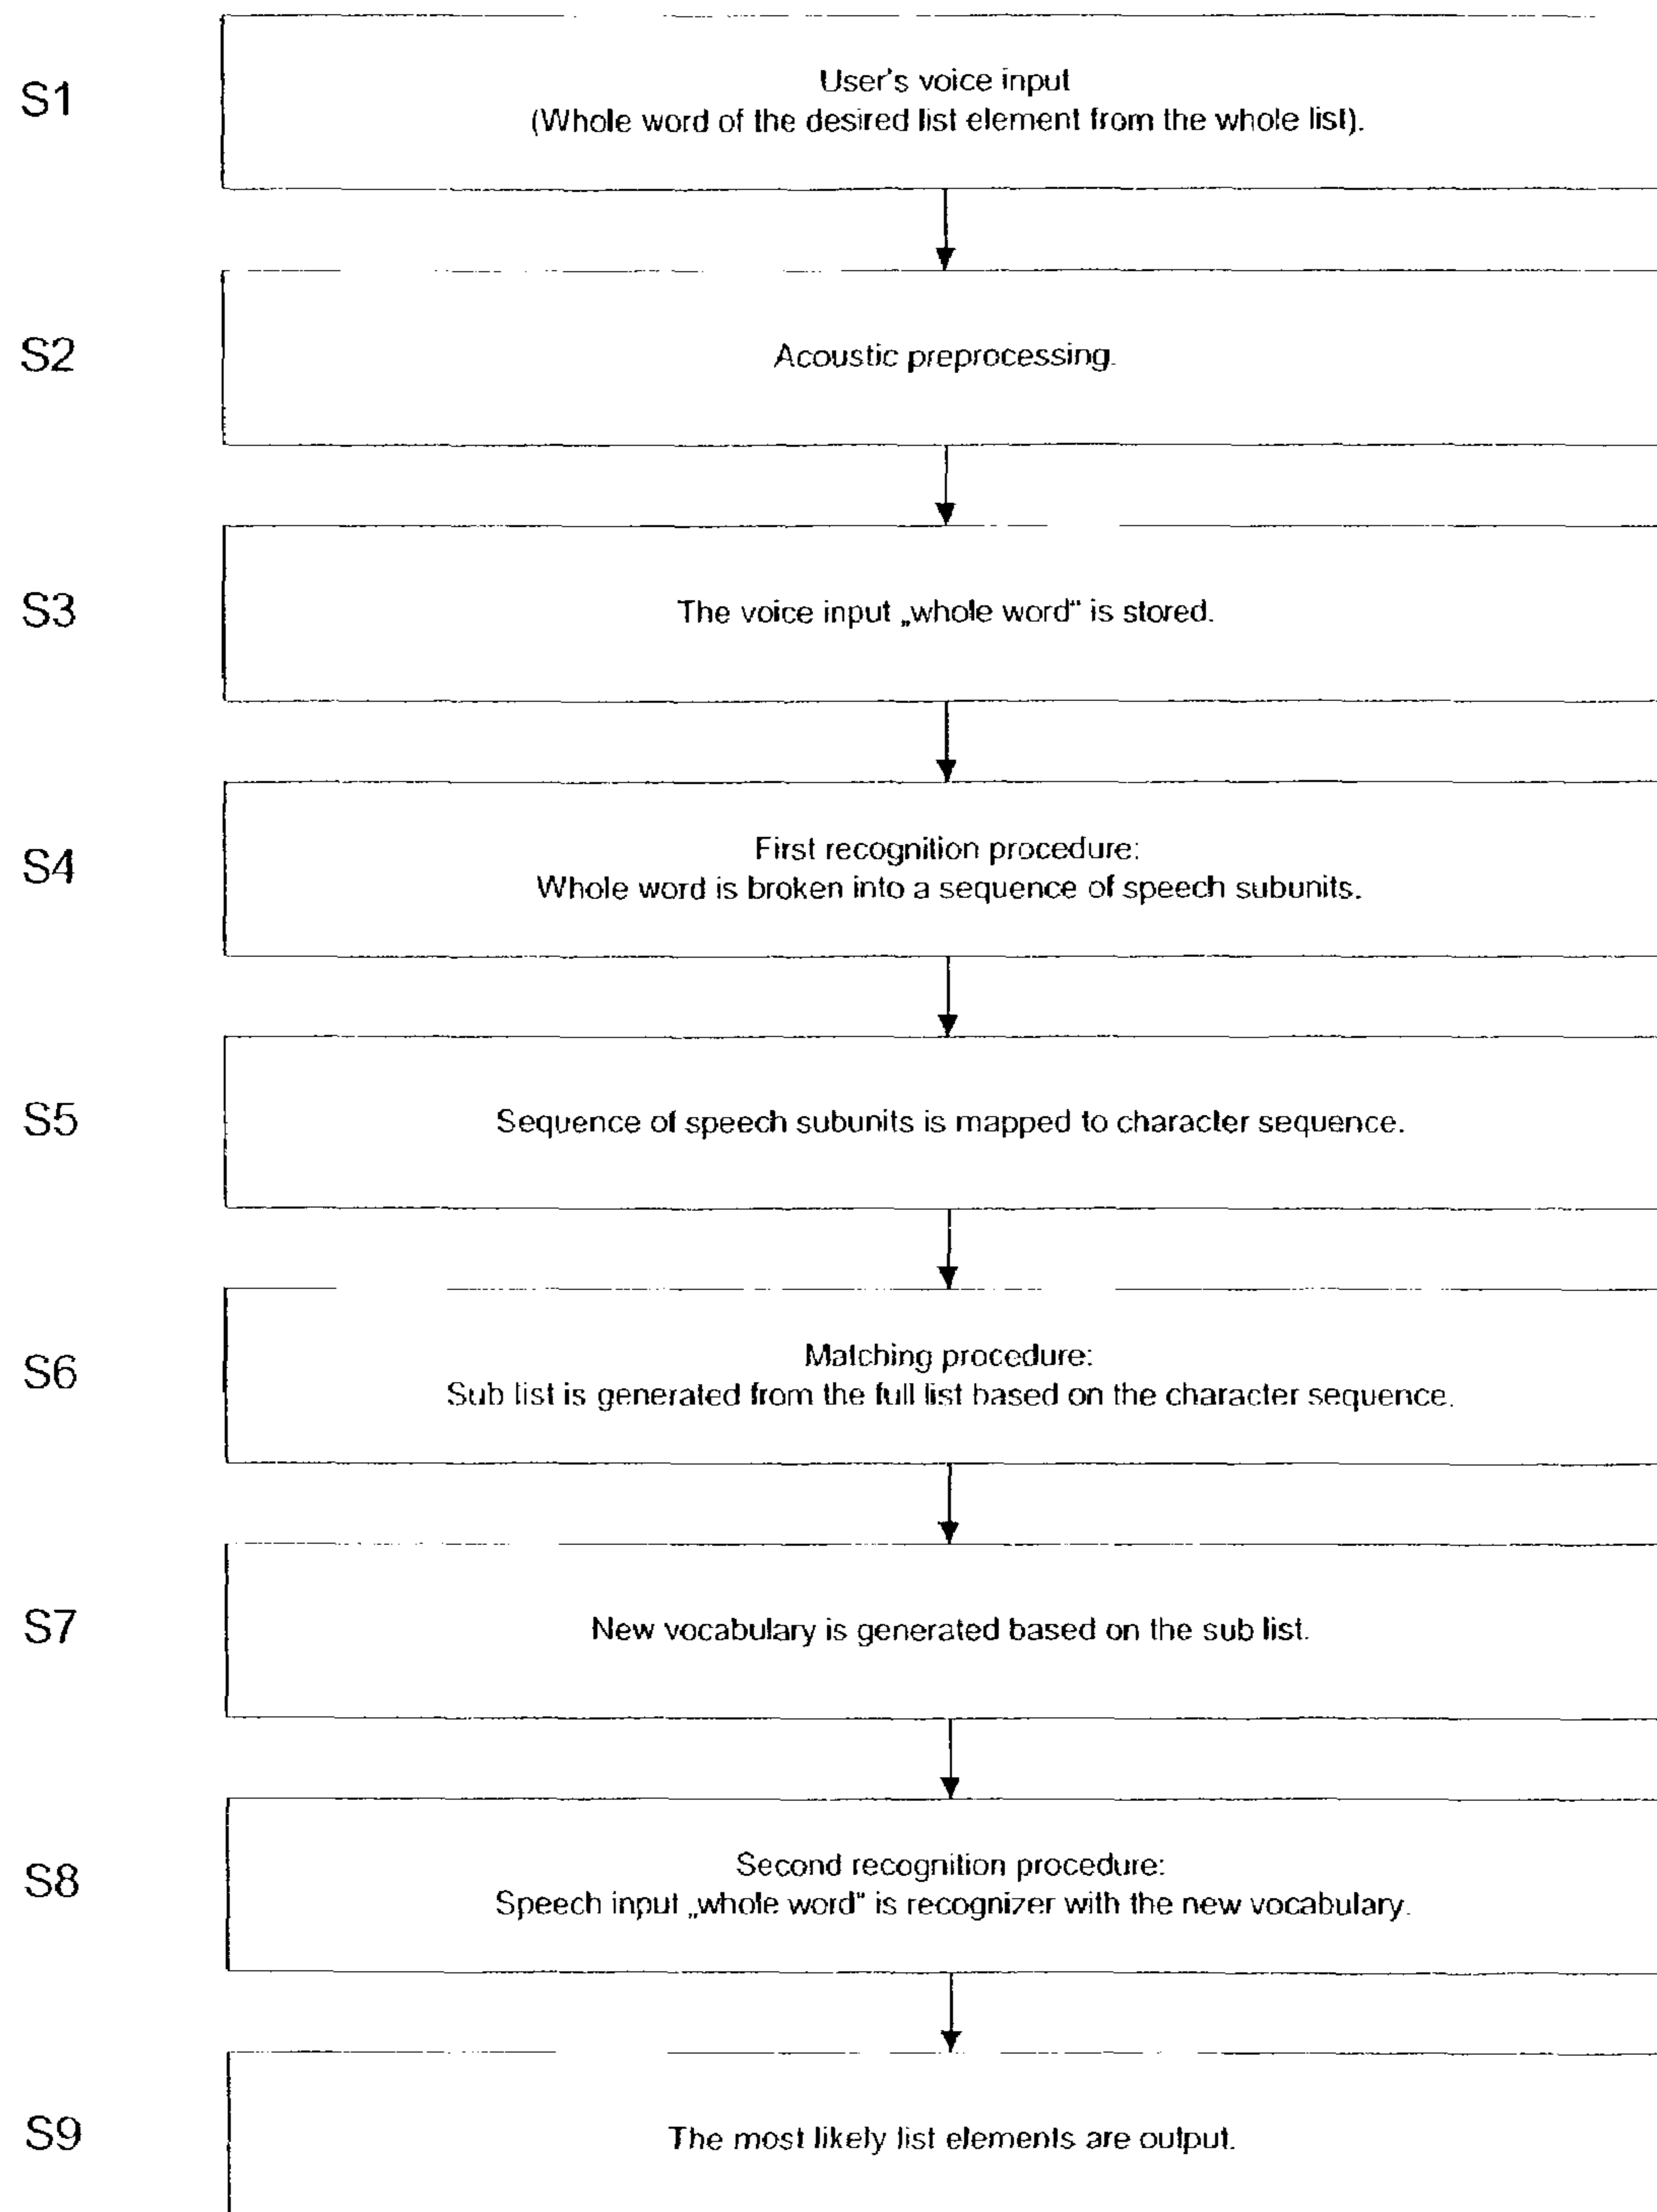 S1
User's voice input
(Whole word of the desired list element from the whole list).
S2
Acoustic preprocessing.
S3
The voice input „whole word“ is stored.
S4
First recognition procedure:
Whole word is broken into a sequence of speech subunits.
S5
Sequence of speech subunits is mapped to character sequence.
S6
Matching procedure:
Sub list is generated from the full list based on the character sequence.
S7
New vocabulary is generated based on the sub list.
S8
Second recognition procedure:
Speech input „whole word“ is recognizer with the new vocabulary.
S9
The most likely list elements are output.